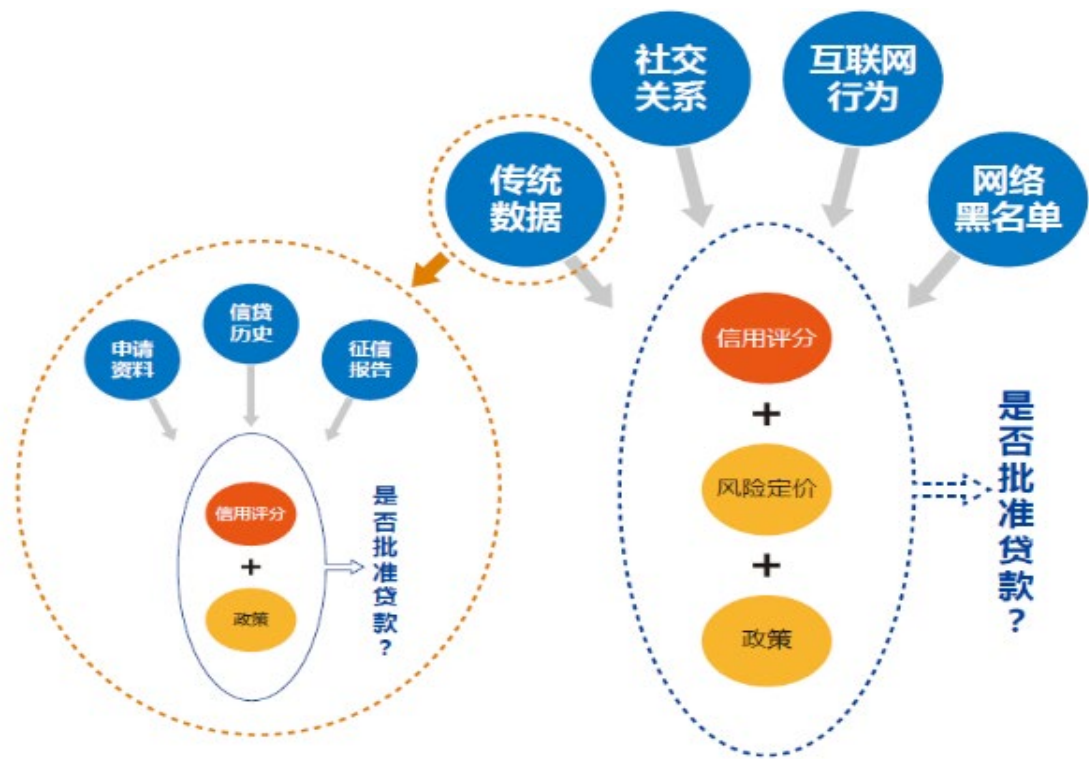 社交
关系
互联网
行为
传统
数据
网络
黑名单
信贷
历史
申请
资料
征信
报告
信用评分
+
政策
是否批准贷款?
信用评分
+
风险定价
+
政策
是否批准贷款?